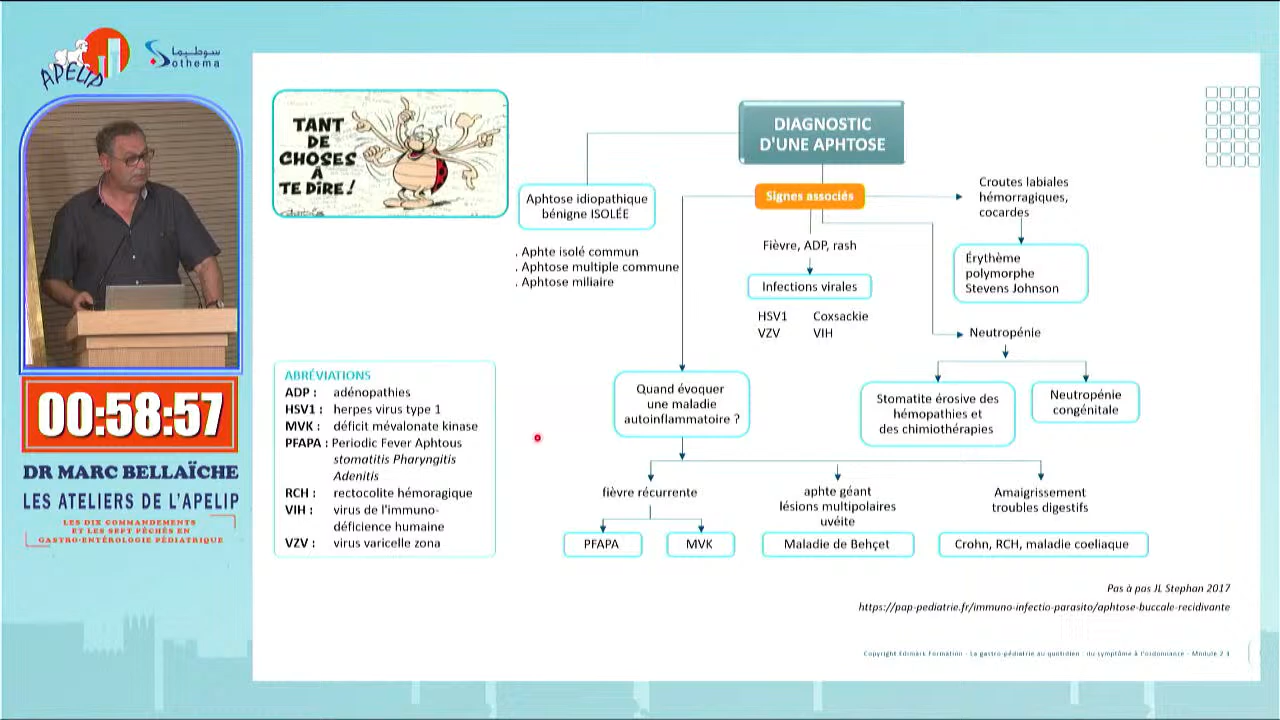 APELIP
سوطيما
Sothema
00:58:57
DR MARC BELLAÏCHE
LES ATELIERS DE L'APELIP
LES DIX COMMANDEMENTS
ET LES SEPT PÉCHÉS EN
GASTRO-ENTÉROLOGIE PÉDIATRIQUE
TANT
DE
CHOSES
À
TE DIRE!
DIAGNOSTIC
D'UNE APHTOSE
Aphtose idiopathique
bénigne ISOLÉE
. Aphte isolé commun
. Aphtose multiple commune
. Aphtose miliaire
Signes associés
Croutes labiales
hémorragiques,
cocardes
Érythème
polymorphe
Stevens Johnson
Fièvre, ADP, rash
Infections virales
HSV1 Coxsackie
VZV VIH
Neutropénie
Stomatite érosive des
hémopathies et
des chimiothérapies
Neutropénie
congénitale
Quand évoquer
une maladie
autoinflammatoire ?
fièvre récurrente
PFAPA
MVK
aphte géant
lésions multipolaires
uvéite
Maladie de Behçet
Amaigrissement
troubles digestifs
Crohn, RCH, maladie coeliaque
ABRÉVIATIONS
ADP : adénopathies
HSV1 : herpes virus type 1
MVK : déficit mévalonate kinase
PFAPA : Periodic Fever Aphtous
stomatitis Pharyngitis
Adenitis
RCH : rectocolite hémoragique
VIH : virus de l'immuno-
déficience humaine
VZV : virus varicelle zona
Pas à pas JL Stephan 2017
https://pap-pediatrie.fr/immuno-infectio-parasito/aphtose-buccale-recidivante
Copyright Edimark Formation - La gastro-pédiatrie au quotidien : du symptôme à l'ordonnance - Module 2 1